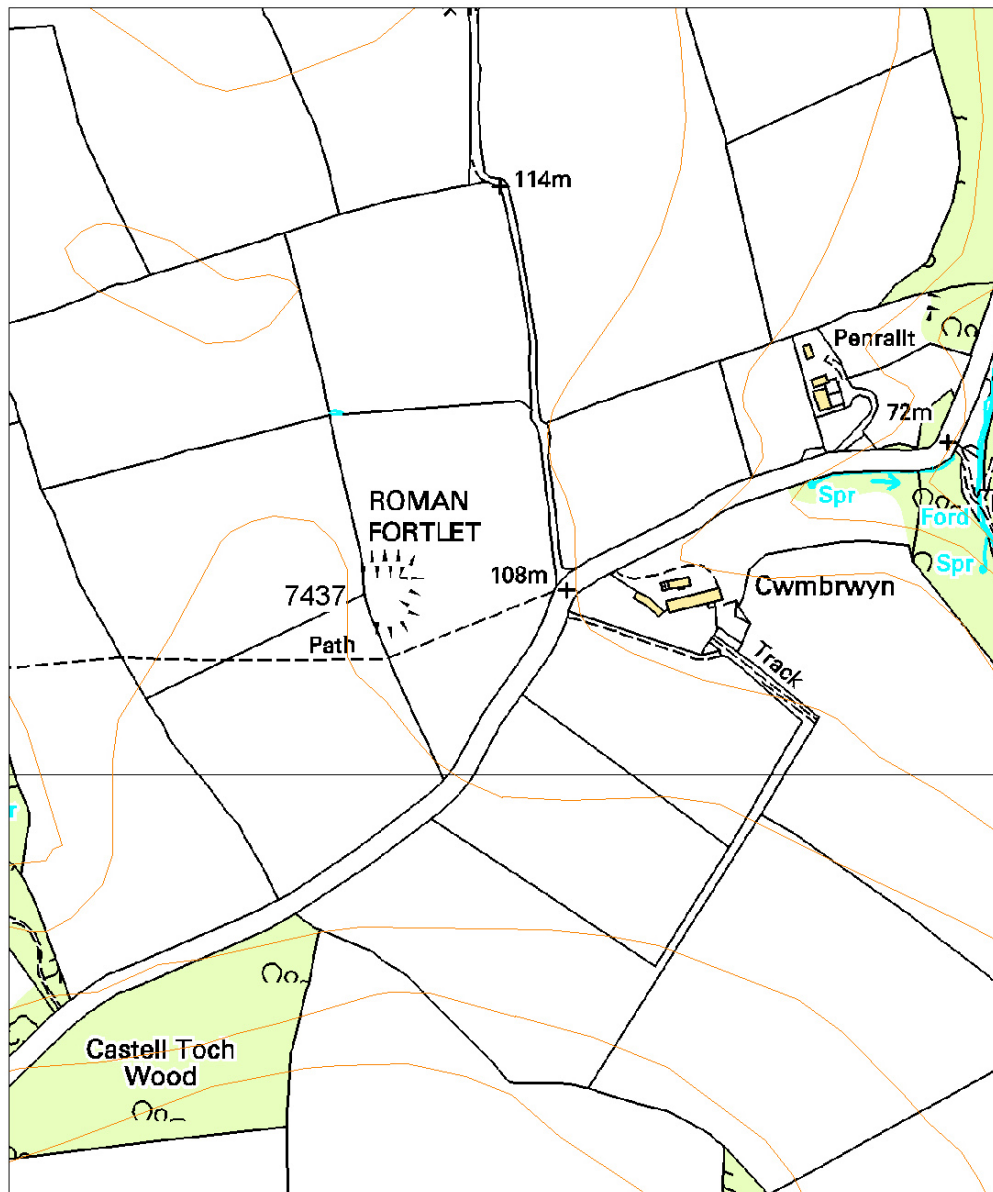 114m
Penrallt
72m
ROMAN
FORTLET
Spr
Ford
108m
Spr
7437
Cwmbrwyn
Path
Track
r
Castell Toch
Wood